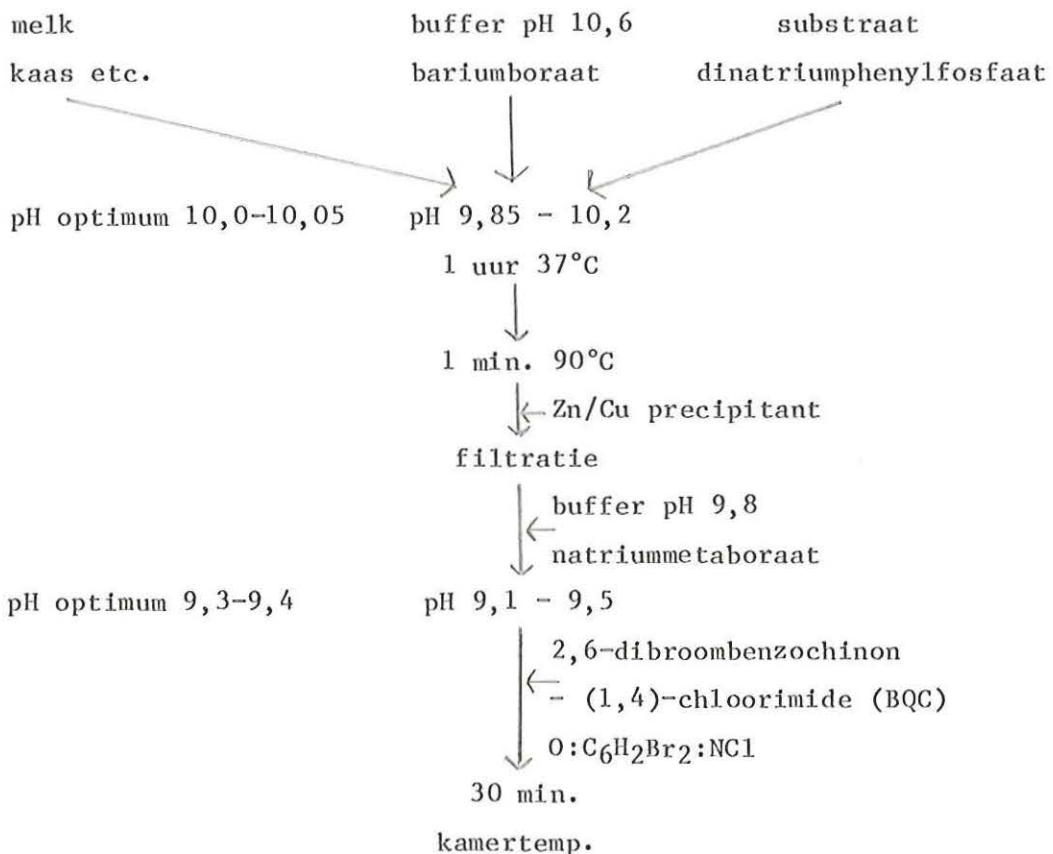 melk buffer pH 10,6 substraat
kaas etc. bariumboraat dinatriumphenylfosfaat
pH optimum 10,0-10,05 pH 9,85 - 10,2
1 uur 37°C
1 min. 90°C
Zn/Cu precipitant
filtratie
buffer pH 9,8
natriummetaboraat
pH optimum 9,3-9,4 pH 9,1 - 9,5
2,6-dibroombenzochinon
- (1,4)-chloorimide (BQC)
O:C₆H₂Br₂:NCl
30 min.
kamertemp.